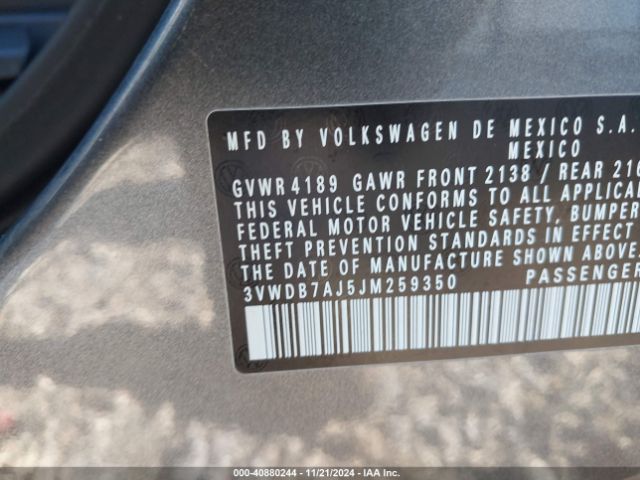 MFD BY VOLKSWAGEN DE MEXICO S.A.
MEXICO
GVWR 4189 GAWR FRONT 2138 / REAR
THIS VEHICLE CONFORMS TO ALL
FEDERAL MOTOR VEHICLE SAFETY, BUMPER
THEFT PREVENTION STANDARDS IN EFFECT
THE DATE OF MANUFACTURE SHOWN ABOVE.
3VWDB7AJ5JM259350 PASSENGER
000-40880244 | 11/21/2024 | IAA Inc.